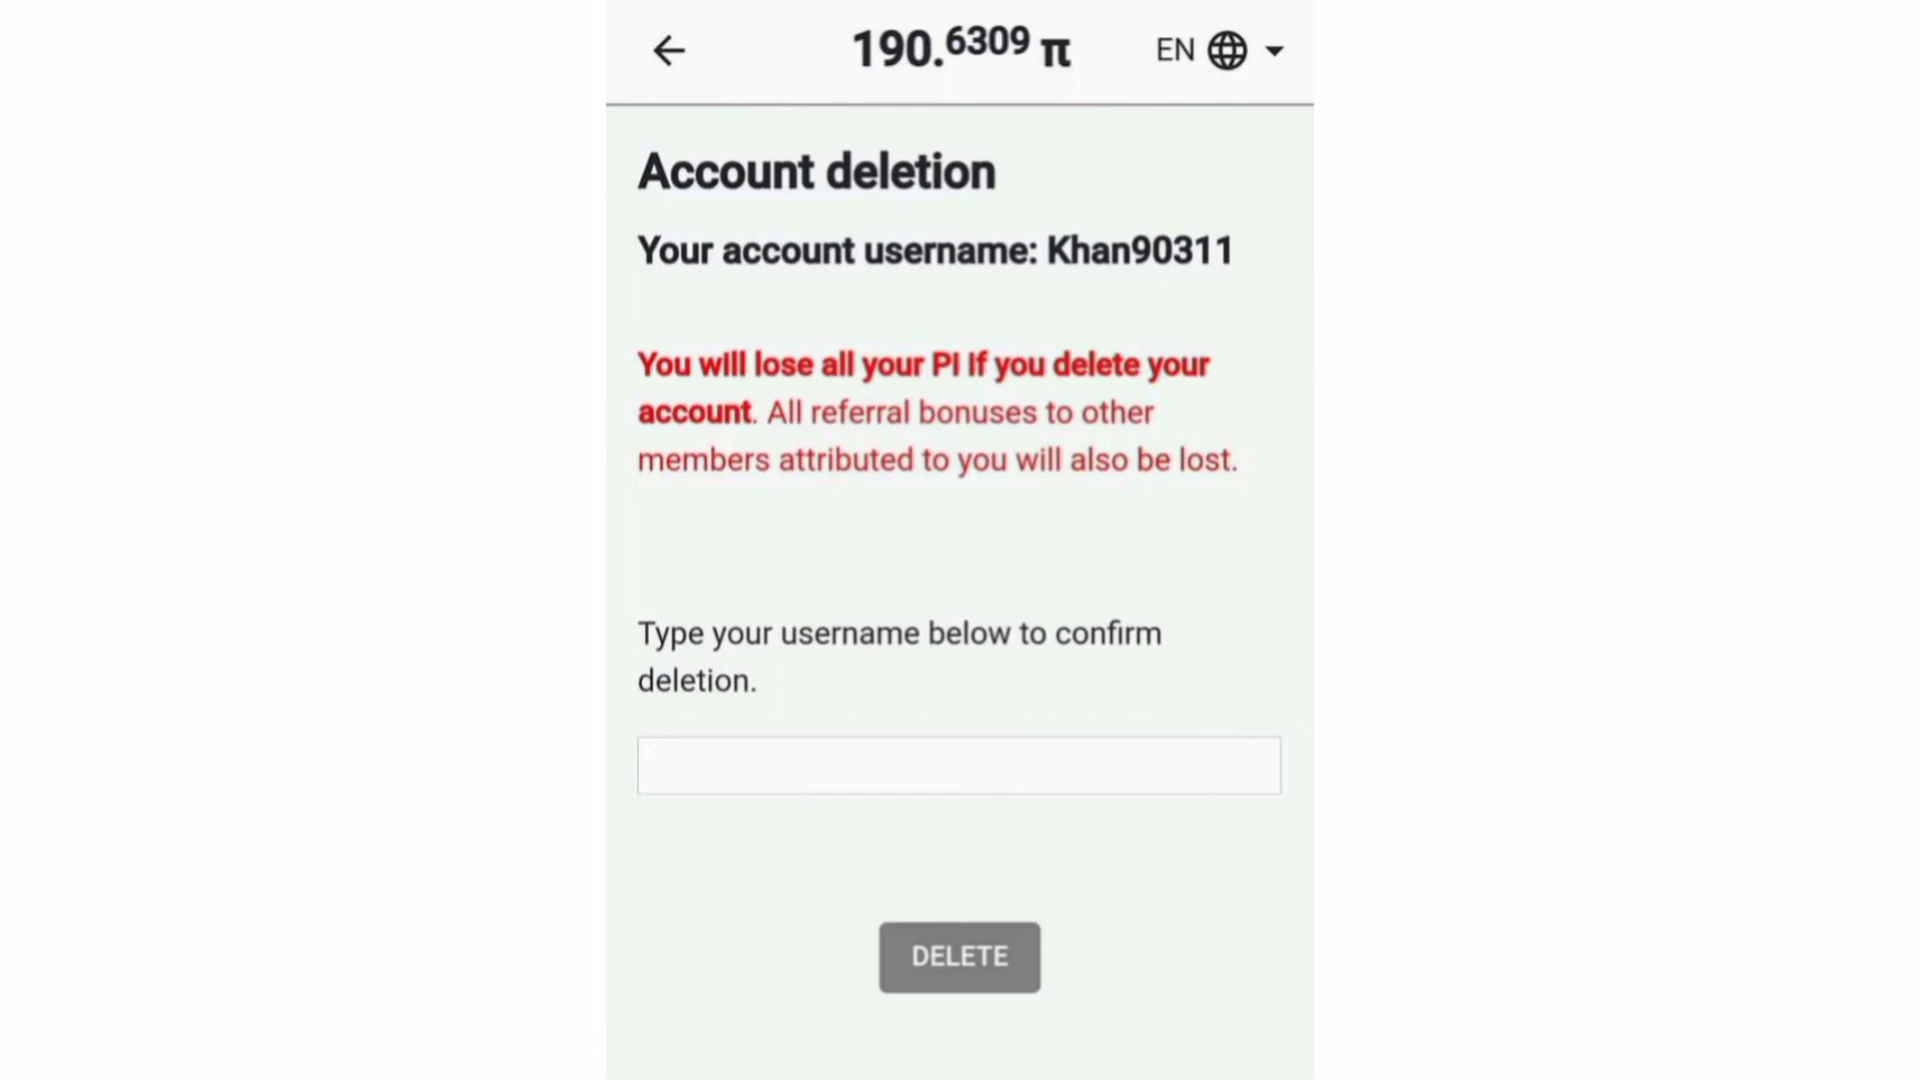 190.6309 π EN
Account deletion
Your account username: Khan90311
You will lose all your PI If you delete your
account. All referral bonuses to other
members attributed to you will also be lost.
Type your username below to confirm
deletion.
DELETE